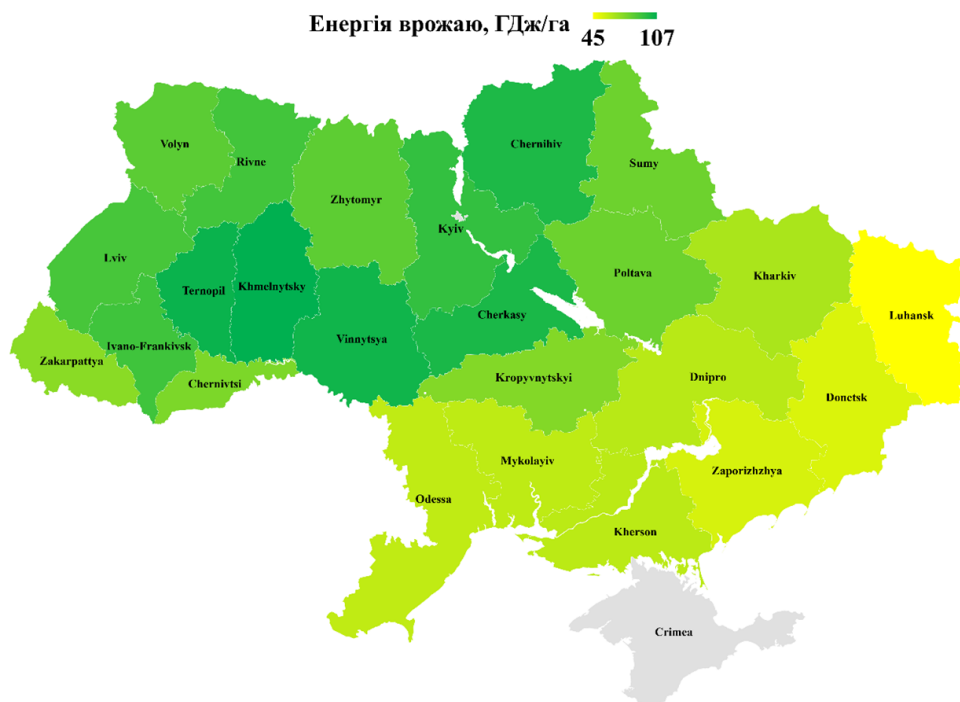 Енергія врожаю, ГДж/га
45 107
Chernihiv
Volyn
Rivne
Sumy
Zhytomyr
Kyiv
Lviv
Poltava
Kharkiv
Ternopil
Khmelnytsky
Cherkasy
Luhansk
Vinnytsya
Ivano-Frankivsk
Zakarpattya
Chernivtsi
Kropyvnytskyi
Dnipro
Donetsk
Mykolayiv
Zaporizhzhya
Odessa
Kherson
Crimea